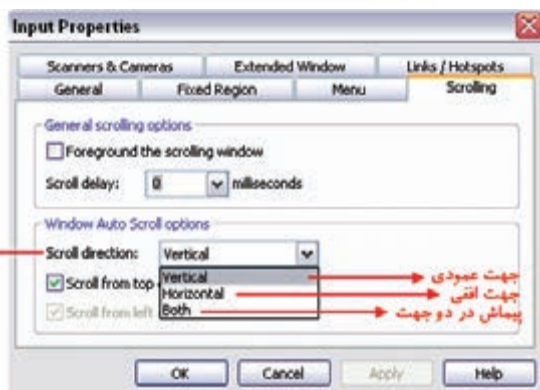 Input Properties
Scanners & Cameras Extended Window Links / Hotspots
General Fixed Region Menu Scrolling
General scrolling options
Foreground the scrolling window
Scroll delay: 0 milliseconds
Window Auto Scroll options
Scroll direction: Vertical
Scroll from top Vertical جهت عمودی
Horizontal جهت افقی
Scroll from left Both پیمایش در دو جهت
OK Cancel Apply Help